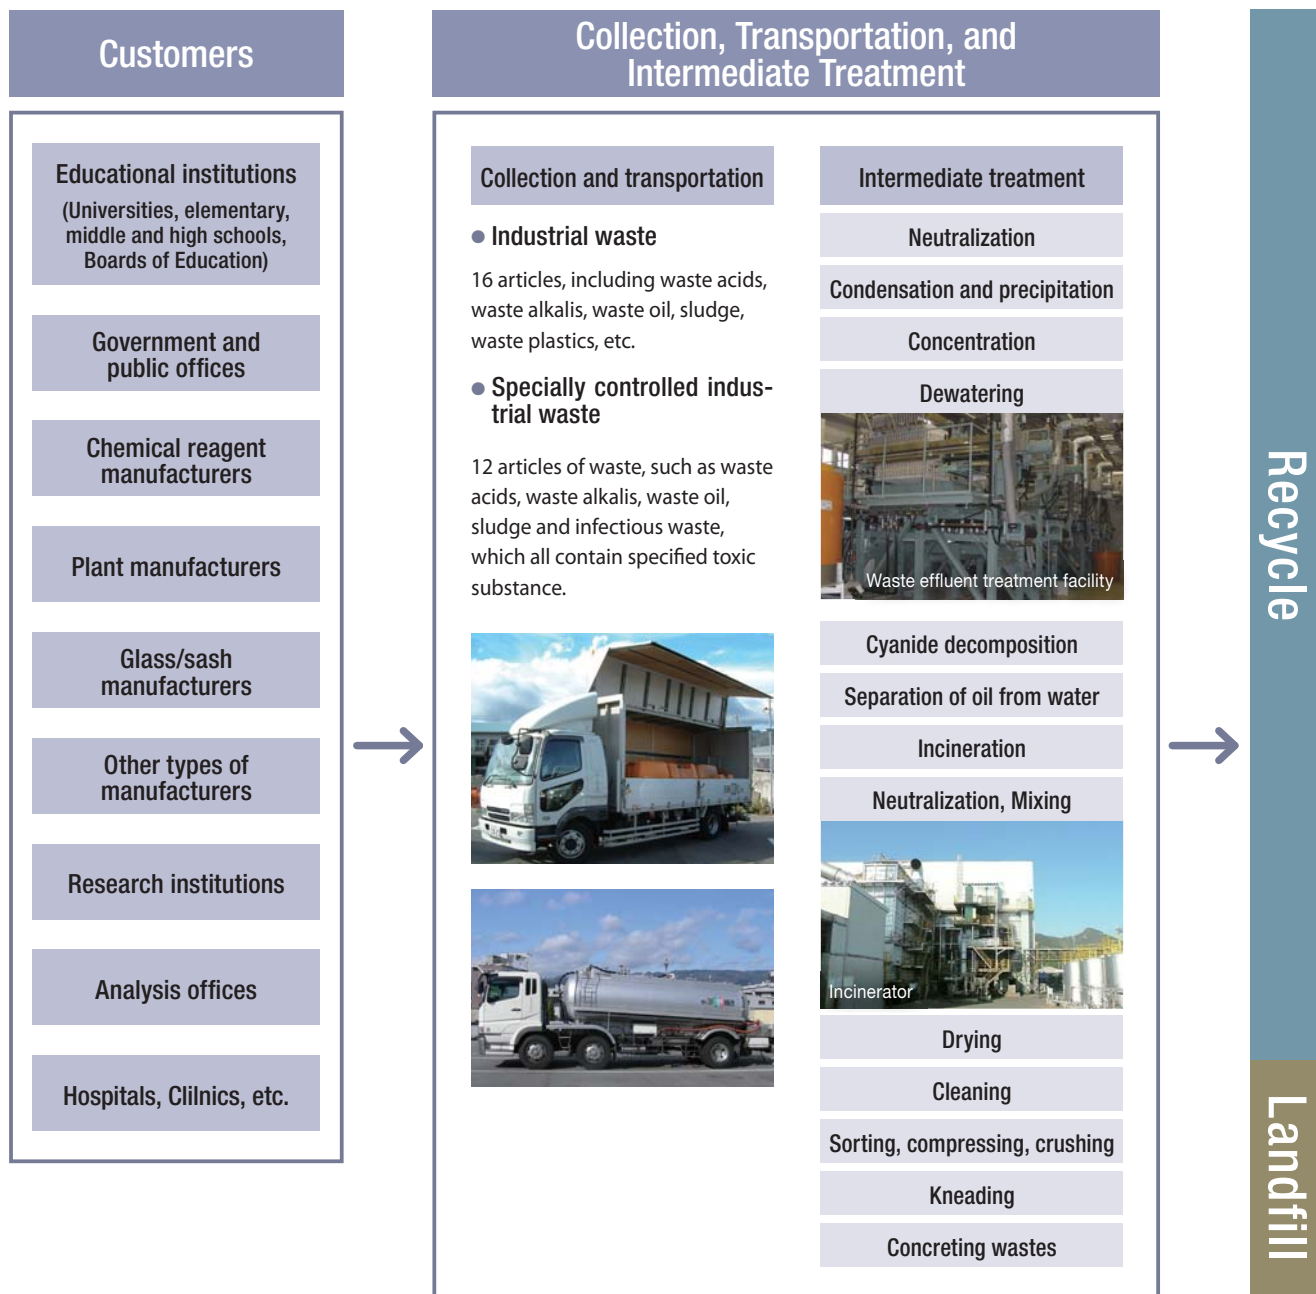 Customers
Educational institutions
(Universities, elementary,
middle and high schools,
Boards of Education)
Government and
public offices
Chemical reagent
manufacturers
Plant manufacturers
Glass/sash
manufacturers
Other types of
manufacturers
Research institutions
Analysis offices
Hospitals, Clilnics, etc.
Collection, Transportation, and
Intermediate Treatment
Collection and transportation
● Industrial waste
16 articles, including waste acids,
waste alkalis, waste oil, sludge,
waste plastics, etc.
● Specially controlled indus-
trial waste
12 articles of waste, such as waste
acids, waste alkalis, waste oil,
sludge and infectious waste,
which all contain specified toxic
substance.
Intermediate treatment
Neutralization
Condensation and precipitation
Concentration
Dewatering
Waste effluent treatment facility
Cyanide decomposition
Separation of oil from water
Incineration
Neutralization, Mixing
Incinerator
Drying
Cleaning
Sorting, compressing, crushing
Kneading
Concreting wastes
Recycle
Landfill